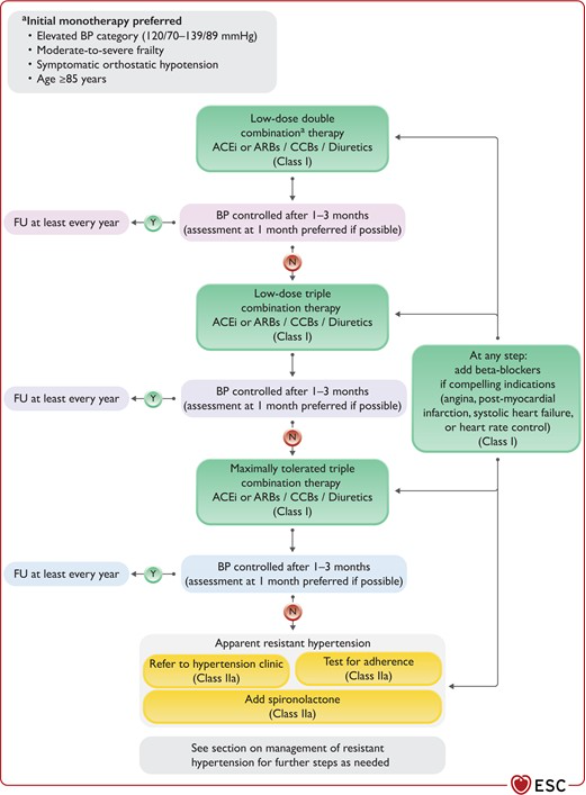 ᵃInitial monotherapy preferred
• Elevated BP category (120/70–139/89 mmHg)
• Moderate-to-severe frailty
• Symptomatic orthostatic hypotension
• Age ≥85 years
Low-dose double
combinationᵃ therapy
ACEi or ARBs / CCBs / Diuretics
(Class I)
FU at least every year
Y
BP controlled after 1–3 months
(assessment at 1 month preferred if possible)
N
Low-dose triple
combination therapy
ACEi or ARBs / CCBs / Diuretics
(Class I)
At any step:
add beta-blockers
if compelling indications
(angina, post-myocardial
infarction, systolic heart failure,
or heart rate control)
(Class I)
FU at least every year
Y
BP controlled after 1–3 months
(assessment at 1 month preferred if possible)
N
Maximally tolerated triple
combination therapy
ACEi or ARBs / CCBs / Diuretics
(Class I)
FU at least every year
Y
BP controlled after 1–3 months
(assessment at 1 month preferred if possible)
N
Apparent resistant hypertension
Refer to hypertension clinic
(Class IIa)
Test for adherence
(Class IIa)
Add spironolactone
(Class IIa)
See section on management of resistant
hypertension for further steps as needed
ESC